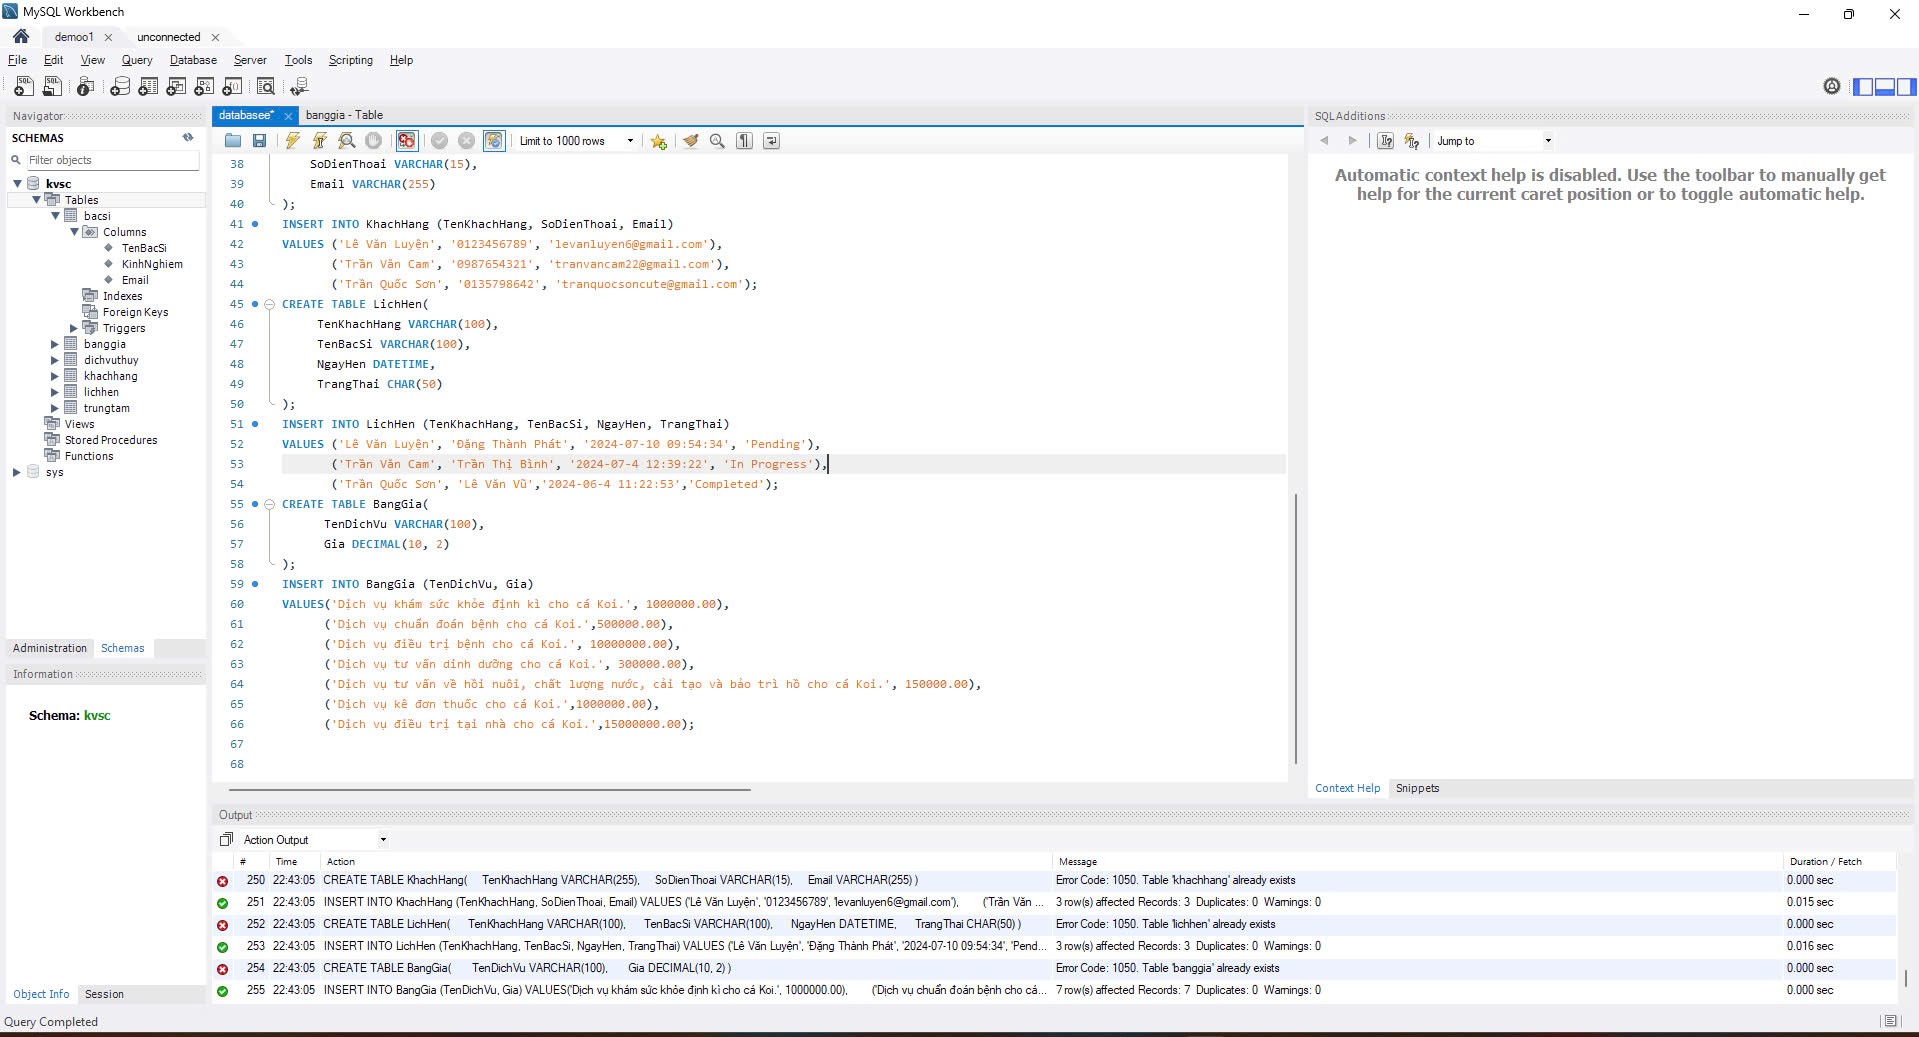 MySQL Workbench
demoo1
unconnected
File Edit View Query Database Server Tools Scripting Help
Navigator
SCHEMAS
Filter objects
kvsc
Tables
bacsi
Columns
TenBacSi
KinhNghiem
Email
Indexes
Foreign Keys
Triggers
banggia
dichvuthuy
khachhang
lichhen
trungtam
Views
Stored Procedures
Functions
sys
Administration Schemas
Information
Schema: kvsc
Object Info Session
databasee* banggia - Table
Limit to 1000 rows
38 SoDienThoai VARCHAR(15),
39 Email VARCHAR(255)
40 );
41 INSERT INTO KhachHang (TenKhachHang, SoDienThoai, Email)
42 VALUES ('Lê Văn Luyện', '0123456789', 'levanluyen6@gmail.com'),
43 ('Trần Văn Cam', '0987654321', 'tranvancam22@gmail.com'),
44 ('Trần Quốc Sơn', '0135798642', 'tranquocsoncute@gmail.com');
45 CREATE TABLE LichHen(
46 TenKhachHang VARCHAR(100),
47 TenBacSi VARCHAR(100),
48 NgayHen DATETIME,
49 TrangThai CHAR(50)
50 );
51 INSERT INTO LichHen (TenKhachHang, TenBacSi, NgayHen, TrangThai)
52 VALUES ('Lê Văn Luyện', 'Đặng Thành Phát', '2024-07-10 09:54:34', 'Pending'),
53 ('Trần Văn Cam', 'Trần Thị Bình', '2024-07-4 12:39:22', 'In Progress'),
54 ('Trần Quốc Sơn', 'Lê Văn Vũ','2024-06-4 11:22:53','Completed');
55 CREATE TABLE BangGia(
56 TenDichVu VARCHAR(100),
57 Gia DECIMAL(10, 2)
58 );
59 INSERT INTO BangGia (TenDichVu, Gia)
60 VALUES('Dịch vụ khám sức khỏe định kì cho cá Koi.', 1000000.00),
61 ('Dịch vụ chuẩn đoán bệnh cho cá Koi.',500000.00),
62 ('Dịch vụ điều trị bệnh cho cá Koi.', 10000000.00),
63 ('Dịch vụ tư vấn dinh dưỡng cho cá Koi.', 300000.00),
64 ('Dịch vụ tư vấn về hồi nuôi, chất lượng nước, cải tạo và bảo trì hồ cho cá Koi.', 150000.00),
65 ('Dịch vụ kê đơn thuốc cho cá Koi.',1000000.00),
66 ('Dịch vụ điều trị tại nhà cho cá Koi.',15000000.00);
67
68
SQLAdditions
Jump to
Automatic context help is disabled. Use the toolbar to manually get
help for the current caret position or to toggle automatic help.
Context Help Snippets
Output
Action Output
# Time Action Message Duration / Fetch
250 22:43:05 CREATE TABLE KhachHang( TenKhachHang VARCHAR(255), SoDienThoai VARCHAR(15), Email VARCHAR(255) ) Error Code: 1050. Table 'khachhang' already exists 0.000 sec
251 22:43:05 INSERT INTO KhachHang (TenKhachHang, SoDienThoai, Email) VALUES ('Lê Văn Luyện', '0123456789', 'levanluyen6@gmail.com'), ('Trần Văn ... 3 row(s) affected Records: 3 Duplicates: 0 Warnings: 0 0.015 sec
252 22:43:05 CREATE TABLE LichHen( TenKhachHang VARCHAR(100), TenBacSi VARCHAR(100), NgayHen DATETIME, TrangThai CHAR(50) ) Error Code: 1050. Table 'lichhen' already exists 0.000 sec
253 22:43:05 INSERT INTO LichHen (TenKhachHang, TenBacSi, NgayHen, TrangThai) VALUES ('Lê Văn Luyện', 'Đặng Thành Phát', '2024-07-10 09:54:34', 'Pend... 3 row(s) affected Records: 3 Duplicates: 0 Warnings: 0 0.016 sec
254 22:43:05 CREATE TABLE BangGia( TenDichVu VARCHAR(100), Gia DECIMAL(10, 2) ) Error Code: 1050. Table 'banggia' already exists 0.000 sec
255 22:43:05 INSERT INTO BangGia (TenDichVu, Gia) VALUES('Dịch vụ khám sức khỏe định kì cho cá Koi.', 1000000.00), ('Dịch vụ chuẩn đoán bệnh cho cá... 7 row(s) affected Records: 7 Duplicates: 0 Warnings: 0 0.000 sec
Query Completed